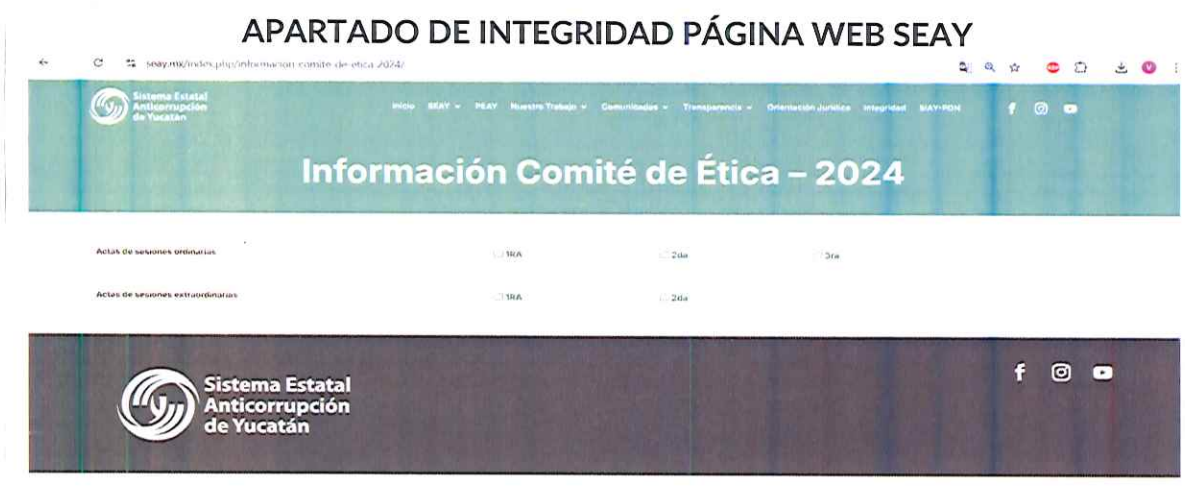 APARTADO DE INTEGRIDAD PÁGINA WEB SEAY
seay.mx/index.php/informacion-comite-de-etica-2024/
Sistema Estatal
Anticorrupción
de Yucatán
Inicio SEAY PEAY Nuestro Trabajo Comunicados Transparencia Orientación Jurídica Integridad SIAY-PDN
Información Comité de Ética – 2024
Actas de sesiones ordinarias 1RA 2da 3ra
Actas de sesiones extraordinarias 1RA 2da
Sistema Estatal
Anticorrupción
de Yucatán